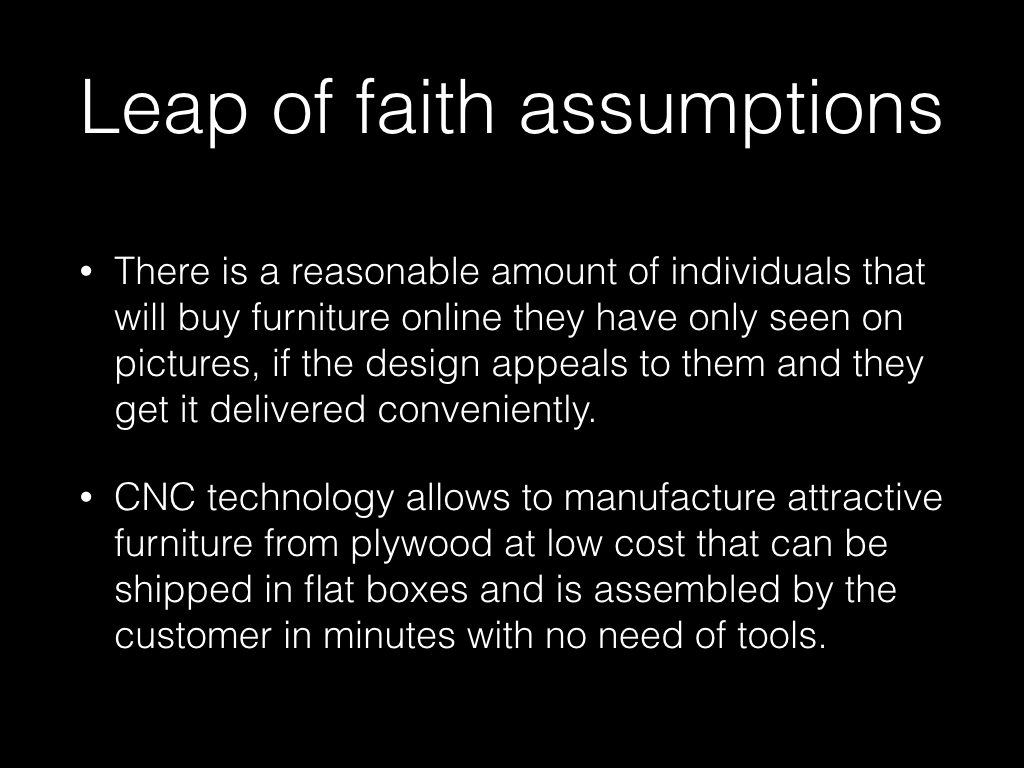 Leap of faith assumptions
• There is a reasonable amount of individuals that
will buy furniture online they have only seen on
pictures, if the design appeals to them and they
get it delivered conveniently.
• CNC technology allows to manufacture attractive
furniture from plywood at low cost that can be
shipped in flat boxes and is assembled by the
customer in minutes with no need of tools.